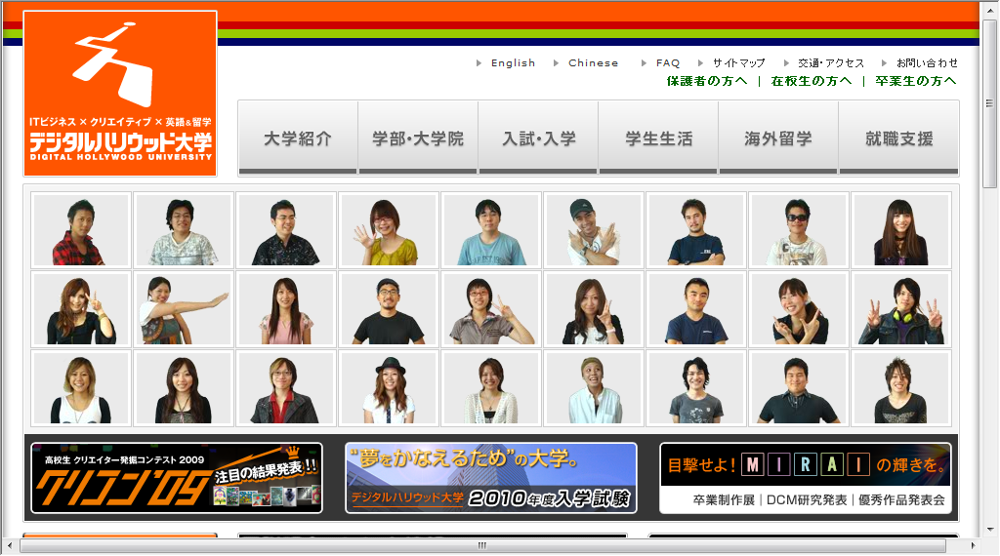 English Chinese FAQ サイトマップ 交通・アクセス お問い合わせ
保護者の方へ | 在校生の方へ | 卒業生の方へ
ITビジネス×クリエイティブ×英語&留学
デジタルハリウッド大学
DIGITAL HOLLYWOOD UNIVERSITY
大学紹介 学部・大学院 入試・入学 学生生活 海外留学 就職支援
高校生 クリエイター発掘コンテスト 2009
クリコン'09 注目の結果発表!!
“夢をかなえるため”の大学。
デジタルハリウッド大学 2010年度入学試験
目撃せよ! MIRAI の輝きを。
卒業制作展 | DCM研究発表 | 優秀作品発表会